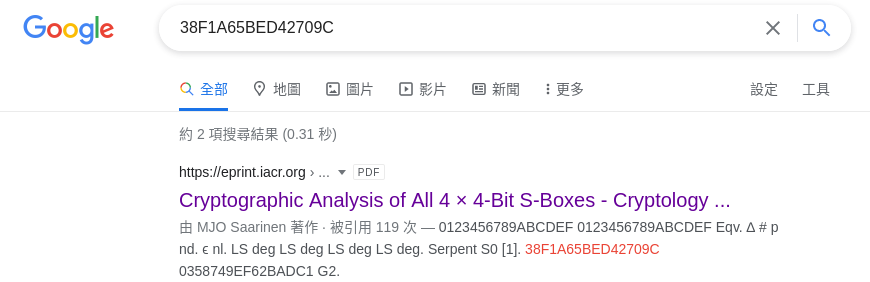 Google 38F1A65BED42709C
全部 地圖 圖片 影片 新聞 更多 設定 工具
約 2 項搜尋結果 (0.31 秒)
https://eprint.iacr.org › ... PDF
Cryptographic Analysis of All 4 × 4-Bit S-Boxes - Cryptology ...
由 MJO Saarinen 著作 · 被引用 119 次 — 0123456789ABCDEF 0123456789ABCDEF Eqv. Δ # p
nd. ϵ nl. LS deg LS deg LS deg LS deg. Serpent S0 [1]. 38F1A65BED42709C
0358749EF62BADC1 G2.